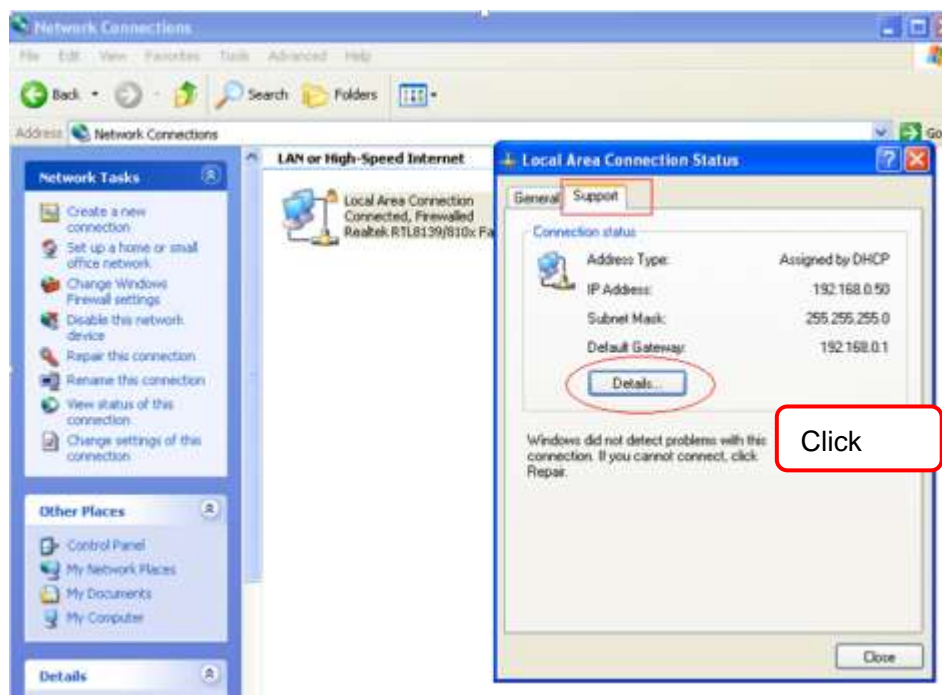 Network Connections
File Edit View Favorites Tools Advanced Help
Back Search Folders
Address Network Connections Go
Network Tasks
Create a new
connection
Set up a home or small
office network
Change Windows
Firewall settings
Disable this network
device
Repair this connection
Rename this connection
View status of this
connection
Change settings of this
connection
Other Places
Control Panel
My Network Places
My Documents
My Computer
Details
LAN or High-Speed Internet
Local Area Connection
Connected, Firewalled
Realtek RTL8139/810x Fa
Local Area Connection Status
General Support
Connection status
Address Type: Assigned by DHCP
IP Address: 192.168.0.50
Subnet Mask: 255.255.255.0
Default Gateway: 192.168.0.1
Details...
Windows did not detect problems with this
connection. If you cannot connect, click
Repair.
Click
Close